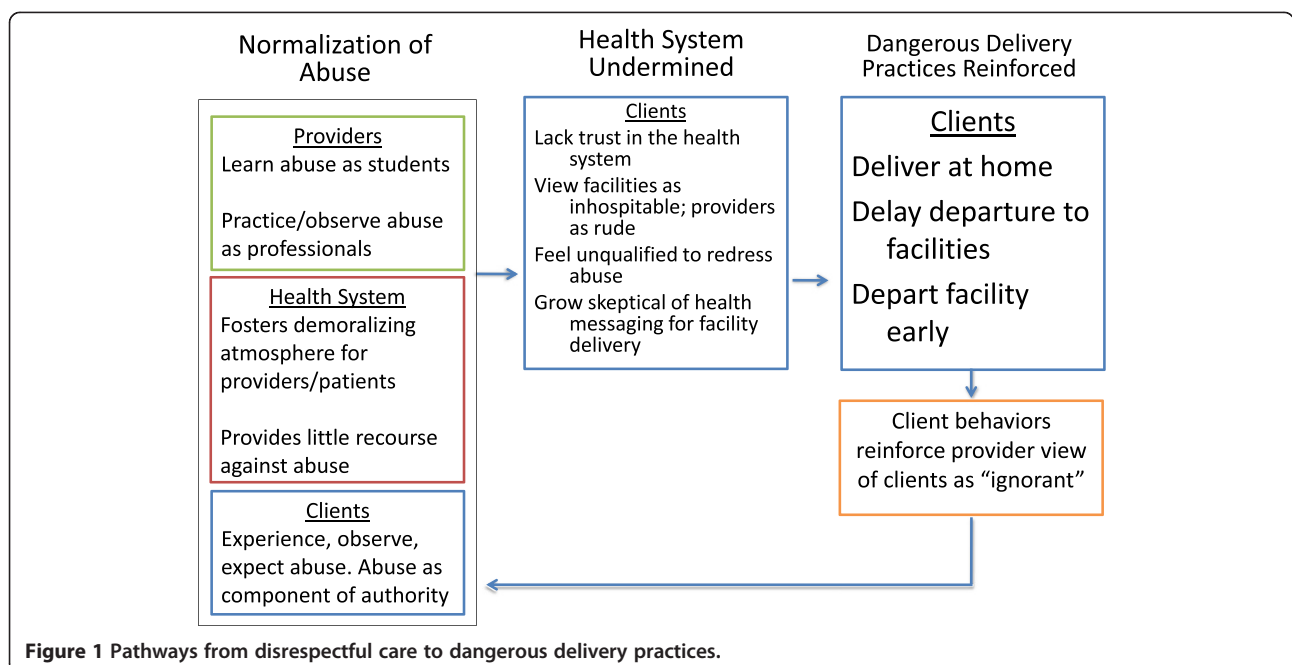 Normalization of
Abuse
Providers
Learn abuse as students
Practice/observe abuse
as professionals
Health System
Fosters demoralizing
atmosphere for
providers/patients
Provides little recourse
against abuse
Clients
Experience, observe,
expect abuse. Abuse as
component of authority
Health System
Undermined
Clients
Lack trust in the health
system
View facilities as
inhospitable; providers
as rude
Feel unqualified to redress
abuse
Grow skeptical of health
messaging for facility
delivery
Dangerous Delivery
Practices Reinforced
Clients
Deliver at home
Delay departure to
facilities
Depart facility
early
Client behaviors
reinforce provider view
of clients as “ignorant”
Figure 1 Pathways from disrespectful care to dangerous delivery practices.